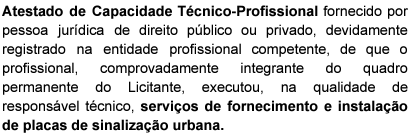 Atestado de Capacidade Técnico-Profissional fornecido por
pessoa jurídica de direito público ou privado, devidamente
registrado na entidade profissional competente, de que o
profissional, comprovadamente integrante do quadro
permanente do Licitante, executou, na qualidade de
responsável técnico, serviços de fornecimento e instalação
de placas de sinalização urbana.